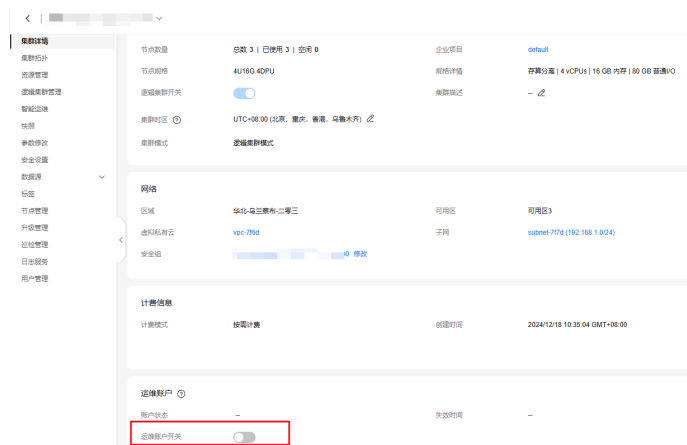 集群详情
集群拓扑
资源管理
逻辑集群管理
智能运维
快照
参数修改
安全设置
数据源
标签
节点管理
升级管理
巡检管理
日志服务
用户管理
节点数量 总数 3 | 已使用 3 | 空闲 0 企业项目 default
节点规格 4U16G.4DPU 规格详情 存算分离 | 4 vCPUs | 16 GB 内存 | 80 GB 普通I/O
逻辑集群开关 集群描述 --
集群时区 UTC+08:00 (北京，重庆，香港，乌鲁木齐)
集群模式 逻辑集群模式
网络
区域 华北-乌兰察布-二零三 可用区 可用区3
虚拟私有云 vpc-7f6d 子网 subnet-7f7d (192.168.1.0/24)
安全组 修改
计费信息
计费模式 按需计费 创建时间 2024/12/18 10:35:04 GMT+08:00
运维账户
账户状态 -- 失效时间 --
运维账户开关